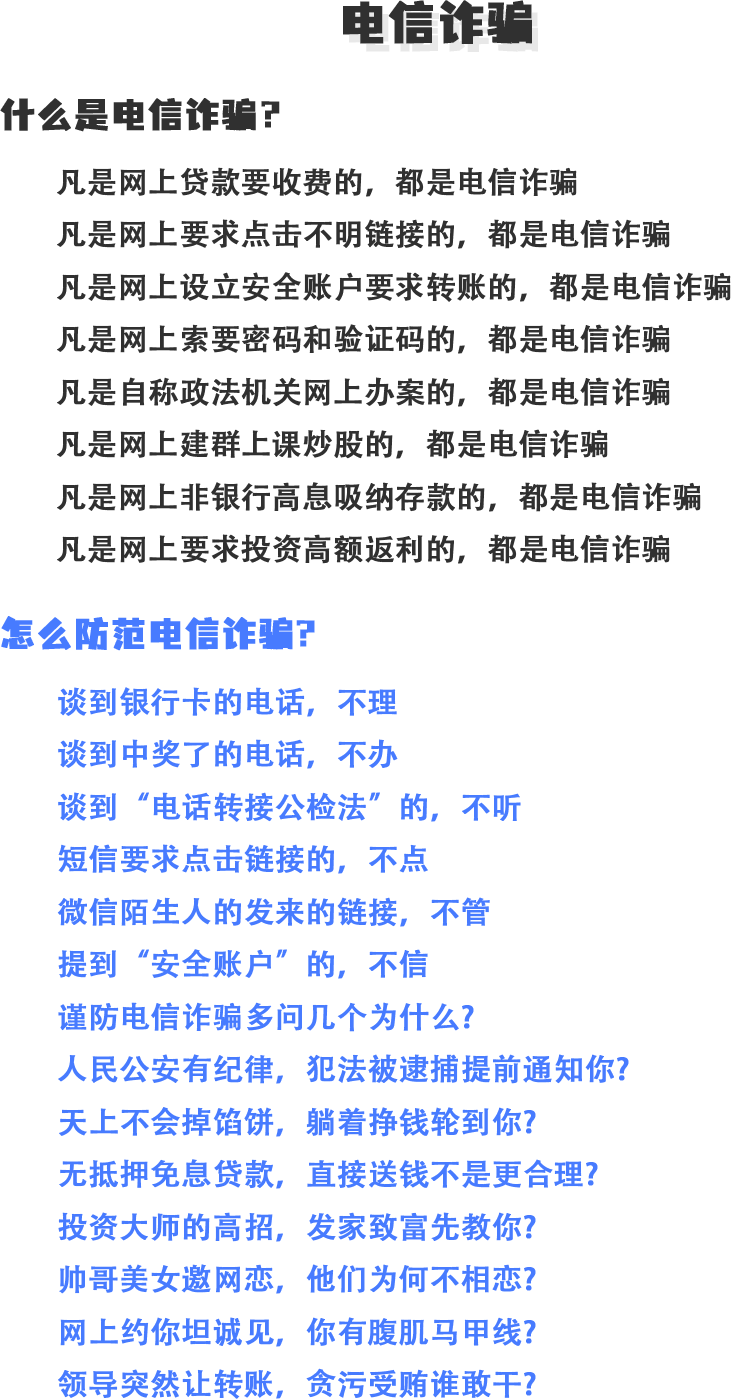 电信诈骗
什么是电信诈骗?
凡是网上贷款要收费的，都是电信诈骗
凡是网上要求点击不明链接的，都是电信诈骗
凡是网上设立安全账户要求转账的，都是电信诈骗
凡是网上索要密码和验证码的，都是电信诈骗
凡是自称政法机关网上办案的，都是电信诈骗
凡是网上建群上课炒股的，都是电信诈骗
凡是网上非银行高息吸纳存款的，都是电信诈骗
凡是网上要求投资高额返利的，都是电信诈骗
怎么防范电信诈骗?
谈到银行卡的电话，不理
谈到中奖了的电话，不办
谈到“电话转接公检法”的，不听
短信要求点击链接的，不点
微信陌生人的发来的链接，不管
提到“安全账户”的，不信
谨防电信诈骗多问几个为什么?
人民公安有纪律，犯法被逮捕提前通知你?
天上不会掉馅饼，躺着挣钱轮到你?
无抵押免息贷款，直接送钱不是更合理?
投资大师的高招，发家致富先教你?
帅哥美女邀网恋，他们为何不相恋?
网上约你坦诚见，你有腹肌马甲线?
领导突然让转账，贪污受贿谁敢干?